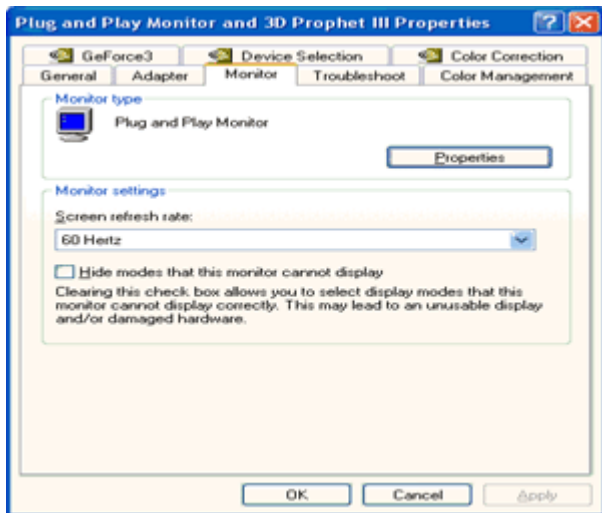 Plug and Play Monitor and 3D Prophet III Properties
GeForce3 Device Selection Color Correction
General Adapter Monitor Troubleshoot Color Management
Monitor type
Plug and Play Monitor
Properties
Monitor settings
Screen refresh rate:
60 Hertz
Hide modes that this monitor cannot display
Clearing this check box allows you to select display modes that this
monitor cannot display correctly. This may lead to an unusable display
and/or damaged hardware.
OK Cancel Apply